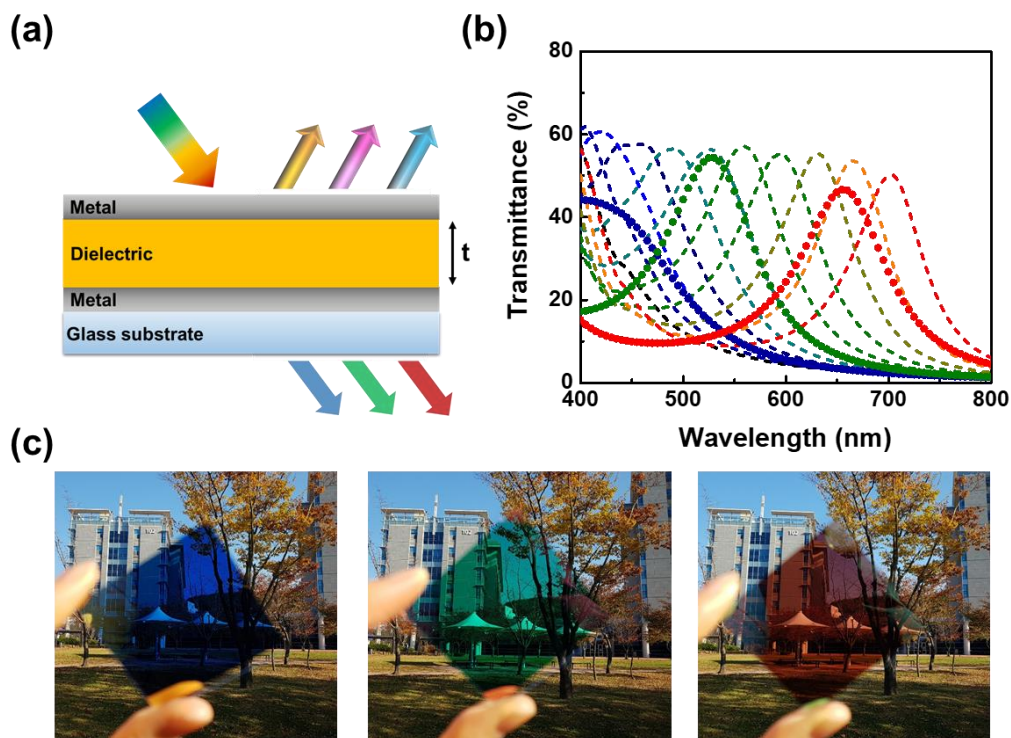 (a)
Metal
Dielectric
t
Metal
Glass substrate
(b)
Transmittance (%)
80
60
40
20
0
400
500
600
700
800
Wavelength (nm)
(c)